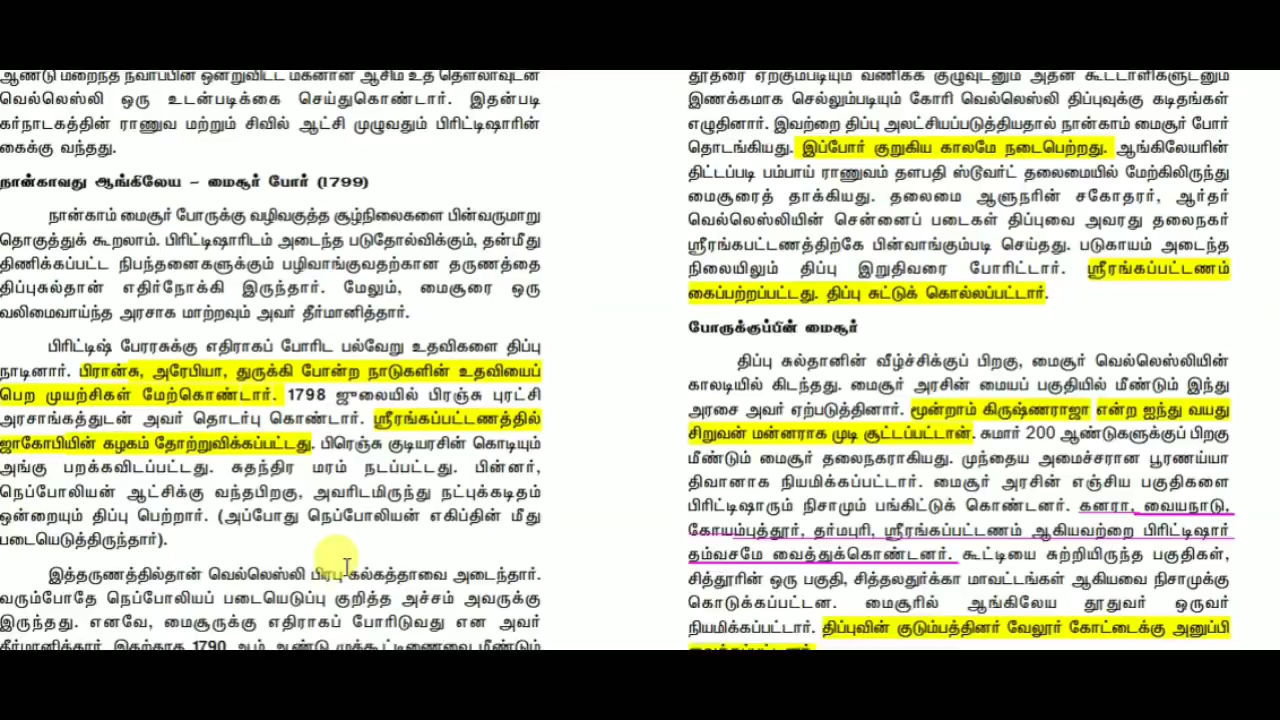 ஆண்டு மறைந்த நவாப்பின் ஒன்றுவிட்ட மகனான ஆசிம் உத் தௌலாவுடன்
வெல்லெஸ்லி ஒரு உடன்படிக்கை செய்துகொண்டார். இதன்படி
கர்நாடகத்தின் ராணுவ மற்றும் சிவில் ஆட்சி முழுவதும் பிரிட்டிஷாரின்
கைக்கு வந்தது.
நான்காவது ஆங்கிலேய – மைசூர் போர் (1799)
நான்காம் மைசூர் போருக்கு வழிவகுத்த சூழ்நிலைகளை பின்வருமாறு
தொகுத்துக் கூறலாம். பிரிட்டிஷாரிடம் அடைந்த படுதோல்விக்கும், தன்மீது
திணிக்கப்பட்ட நிபந்தனைகளுக்கும் பழிவாங்குவதற்கான தருணத்தை
திப்புசுல்தான் எதிர்நோக்கி இருந்தார். மேலும், மைசூரை ஒரு
வலிமைவாய்ந்த அரசாக மாற்றவும் அவர் தீர்மானித்தார்.
பிரிட்டிஷ் பேரரசுக்கு எதிராகப் போரிட பல்வேறு உதவிகளை திப்பு
நாடினார். பிரான்சு, அரேபியா, துருக்கி போன்ற நாடுகளின் உதவியைப்
பெற முயற்சிகள் மேற்கொண்டார். 1798 ஜுலையில் பிரஞ்சு புரட்சி
அரசாங்கத்துடன் அவர் தொடர்பு கொண்டார். ஸ்ரீரங்கப்பட்டணத்தில்
ஜாகோபியின் கழகம் தோற்றுவிக்கப்பட்டது. பிரெஞ்சு குடியரசின் கொடியும்
அங்கு பறக்கவிடப்பட்டது. சுதந்திர மரம் நடப்பட்டது. பின்னர்,
நெப்போலியன் ஆட்சிக்கு வந்தபிறகு, அவரிடமிருந்து நட்புக்கடிதம்
ஒன்றையும் திப்பு பெற்றார். (அப்போது நெப்போலியன் எகிப்தின் மீது
படையெடுத்திருந்தார்).
இத்தருணத்தில்தான் வெல்லெஸ்லி பிரபு கல்கத்தாவை அடைந்தார்.
வரும்போதே நெப்போலியப் படையெடுப்பு குறித்த அச்சம் அவருக்கு
இருந்தது. எனவே, மைசூருக்கு எதிராகப் போரிடுவது என அவர்
தீர்மானித்தார். இதற்காக 1790 ஆம் ஆண்டு முக்கூட்டிணைவை மீண்டும்
தூதரை ஏற்கும்படியும் வணிகக் குழுவுடனும் அதன் கூட்டாளிகளுடனும்
இணக்கமாக செல்லும்படியும் கோரி வெல்லெஸ்லி திப்புவுக்கு கடிதங்கள்
எழுதினார். இவற்றை திப்பு அலட்சியப்படுத்தியதால் நான்காம் மைசூர் போர்
தொடங்கியது. இப்போர் குறுகிய காலமே நடைபெற்றது. ஆங்கிலேயரின்
திட்டப்படி பம்பாய் ராணுவம் தளபதி ஸ்டூவர்ட் தலைமையில் மேற்கிலிருந்து
மைசூரைத் தாக்கியது. தலைமை ஆளுநரின் சகோதரர், ஆர்தர்
வெல்லெஸ்லியின் சென்னைப் படைகள் திப்புவை அவரது தலைநகர்
ஸ்ரீரங்கபட்டணத்திற்கே பின்வாங்கும்படி செய்தது. படுகாயம் அடைந்த
நிலையிலும் திப்பு இறுதிவரை போரிட்டார். ஸ்ரீரங்கப்பட்டணம்
கைப்பற்றப்பட்டது. திப்பு சுட்டுக் கொல்லப்பட்டார்.
போருக்குப்பின் மைசூர்
திப்பு சுல்தானின் வீழ்ச்சிக்குப் பிறகு, மைசூர் வெல்லெஸ்லியின்
காலடியில் கிடந்தது. மைசூர் அரசின் மையப் பகுதியில் மீண்டும் இந்து
அரசை அவர் ஏற்படுத்தினார். மூன்றாம் கிருஷ்ணராஜா என்ற ஐந்து வயது
சிறுவன் மன்னராக முடி சூட்டப்பட்டான். சுமார் 200 ஆண்டுகளுக்குப் பிறகு
மீண்டும் மைசூர் தலைநகராகியது. முந்தைய அமைச்சரான பூரணய்யா
திவானாக நியமிக்கப்பட்டார். மைசூர் அரசின் எஞ்சிய பகுதிகளை
பிரிட்டிஷாரும் நிசாமும் பங்கிட்டுக் கொண்டனர். கனரா, வையநாடு,
கோயம்புத்தூர், தர்மபுரி, ஸ்ரீரங்கப்பட்டணம் ஆகியவற்றை பிரிட்டிஷார்
தம்வசமே வைத்துக்கொண்டனர். கூட்டியை சுற்றியிருந்த பகுதிகள்,
சித்தூரின் ஒரு பகுதி, சித்தலதுர்க்கா மாவட்டங்கள் ஆகியவை நிசாமுக்கு
கொடுக்கப்பட்டன. மைசூரில் ஆங்கிலேய தூதுவர் ஒருவர்
நியமிக்கப்பட்டார். திப்புவின் குடும்பத்தினர் வேலூர் கோட்டைக்கு அனுப்பி